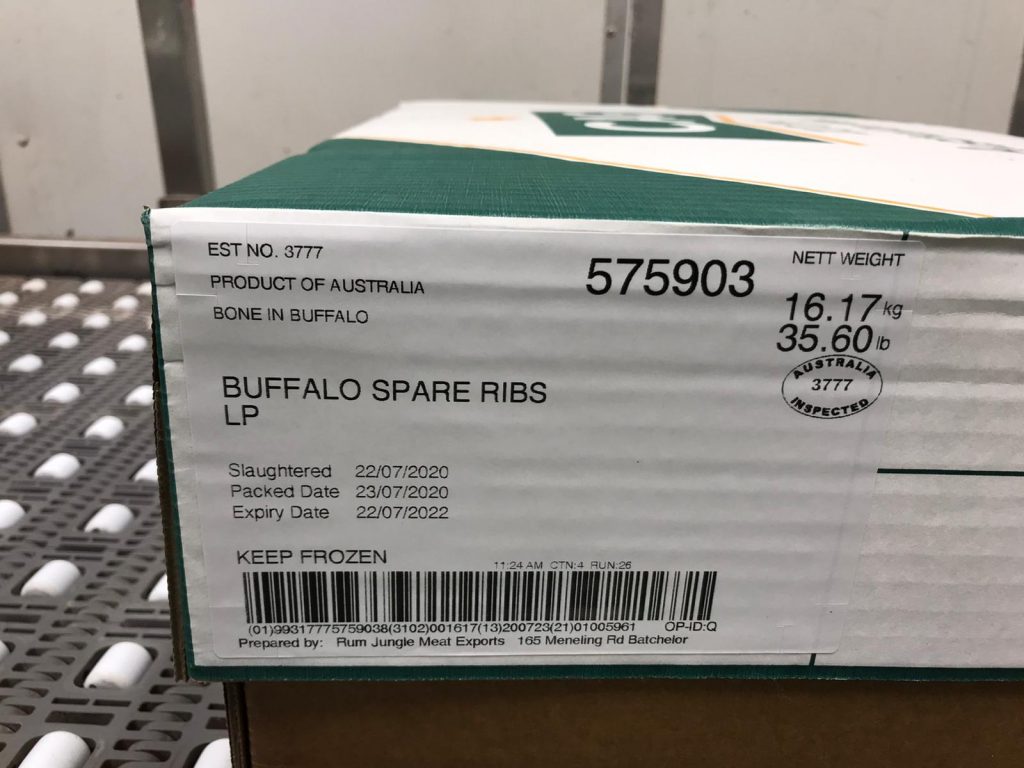 EST NO. 3777
PRODUCT OF AUSTRALIA
BONE IN BUFFALO
575903
NETT WEIGHT
16.17 kg
35.60 lb
AUSTRALIA
3777
INSPECTED
BUFFALO SPARE RIBS
LP
Slaughtered 22/07/2020
Packed Date 23/07/2020
Expiry Date 22/07/2022
KEEP FROZEN
11:24 AM CTN:4 RUN:26
(01)99317775759038(3102)001617(13)200723(21)01005961 OP-ID:Q
Prepared by: Rum Jungle Meat Exports 165 Meneling Rd Batchelor